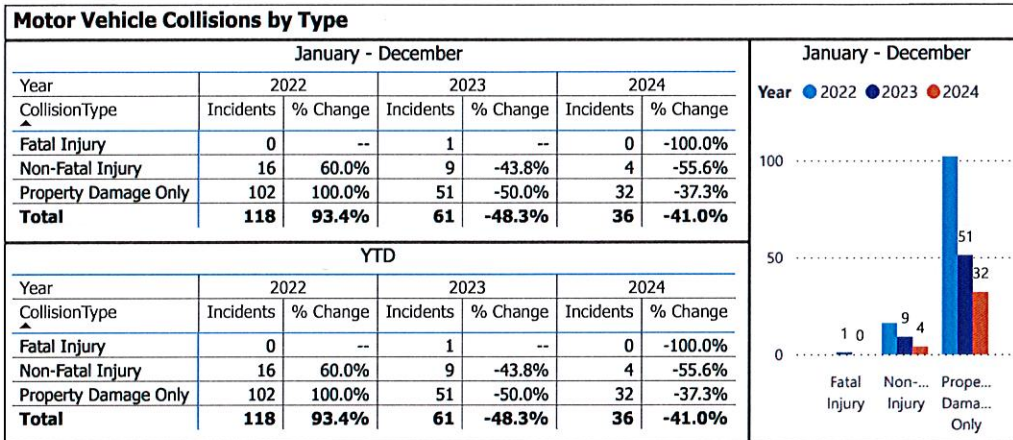 Motor Vehicle Collisions by Type
January - December
Year 2022 2023 2024
CollisionType Incidents % Change Incidents % Change Incidents % Change
Fatal Injury 0 -- 1 -- 0 -100.0%
Non-Fatal Injury 16 60.0% 9 -43.8% 4 -55.6%
Property Damage Only 102 100.0% 51 -50.0% 32 -37.3%
Total 118 93.4% 61 -48.3% 36 -41.0%
YTD
Year 2022 2023 2024
CollisionType Incidents % Change Incidents % Change Incidents % Change
Fatal Injury 0 -- 1 -- 0 -100.0%
Non-Fatal Injury 16 60.0% 9 -43.8% 4 -55.6%
Property Damage Only 102 100.0% 51 -50.0% 32 -37.3%
Total 118 93.4% 61 -48.3% 36 -41.0%
January - December
Year 2022 2023 2024
100
51
50
32
9
4
1 0
0
Fatal Non-... Prope...
Injury Injury Dama...
Only